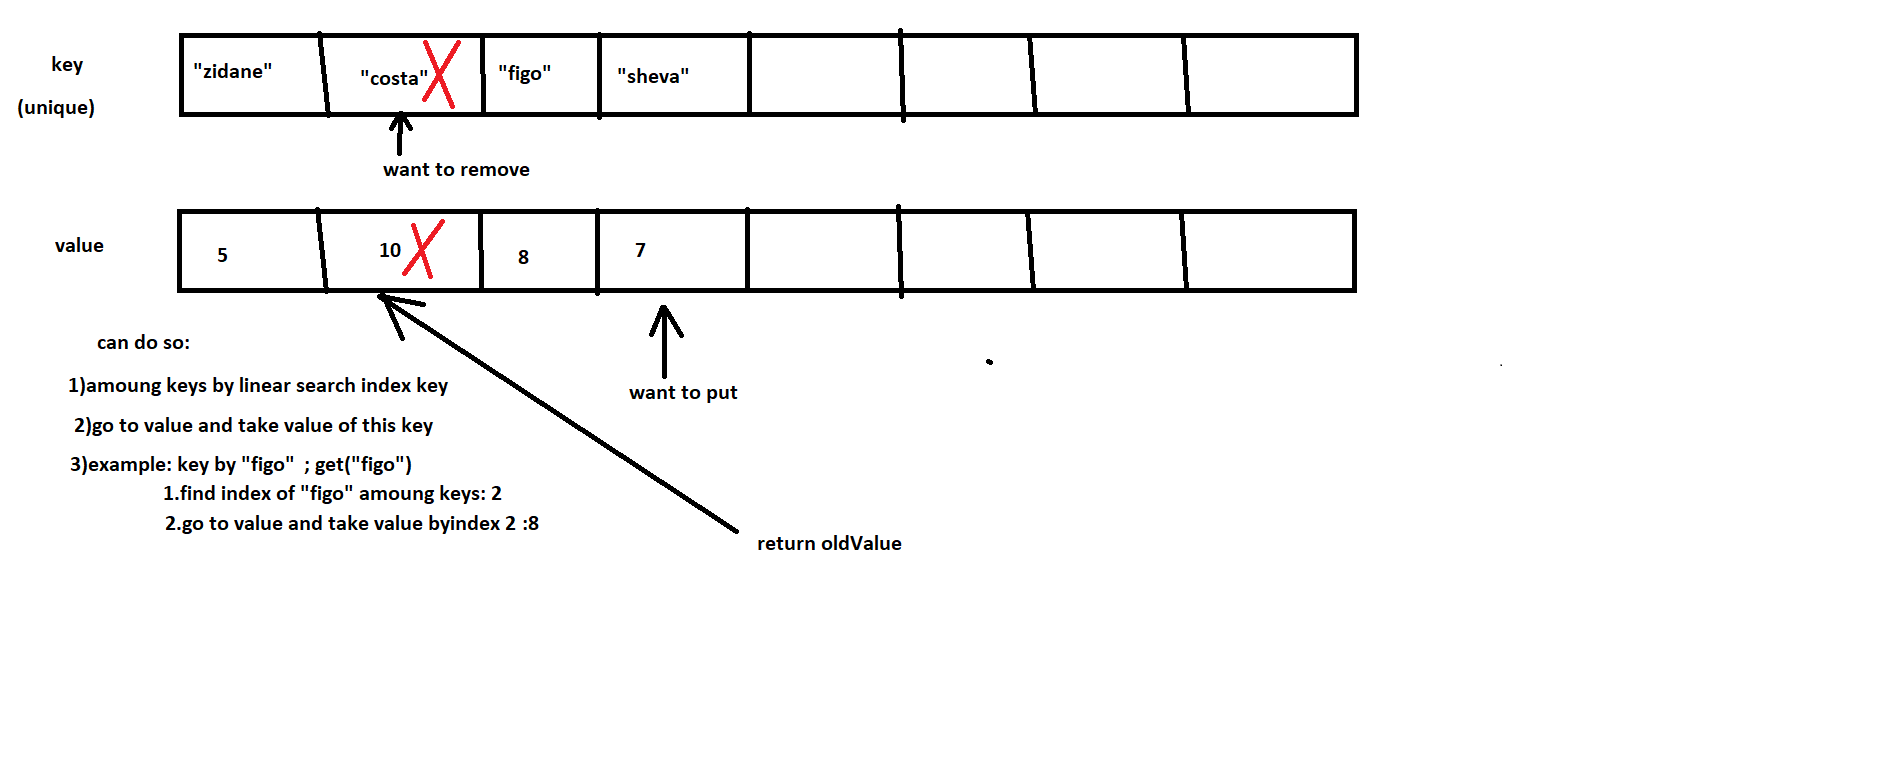 key
(unique)
"zidane"
"costa"
"figo"
"sheva"
want to remove
value
5
10
8
7
can do so:
want to put
1)amoung keys by linear search index key
2)go to value and take value of this key
3)example: key by "figo"  ; get("figo")
1.find index of "figo" amoung keys: 2
2.go to value and take value byindex 2 :8
return oldValue